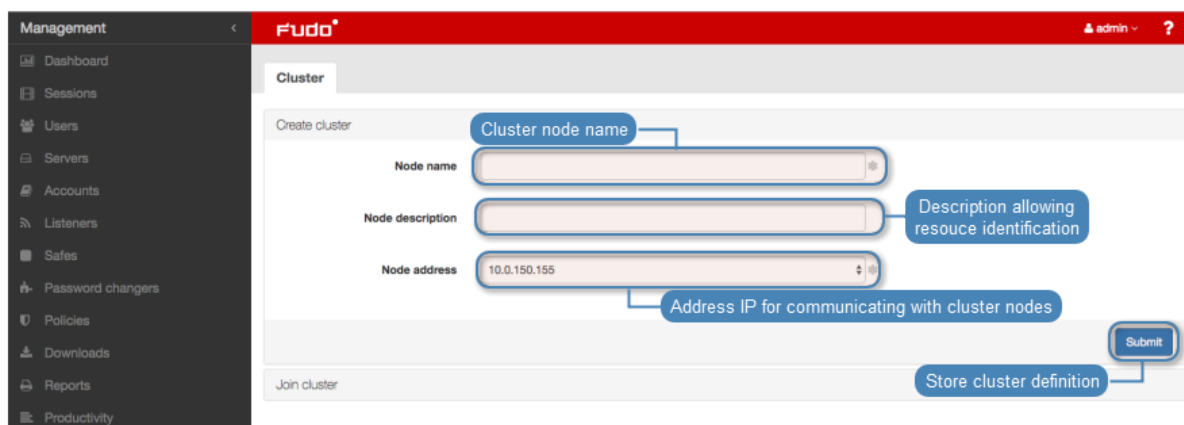 Management
Fudo
admin
?
Dashboard
Sessions
Users
Servers
Accounts
Listeners
Safes
Password changers
Policies
Downloads
Reports
Productivity
Cluster
Create cluster
Cluster node name
Node name
Node description
Description allowing
resouce identification
Node address
10.0.150.155
Address IP for communicating with cluster nodes
Submit
Join cluster
Store cluster definition